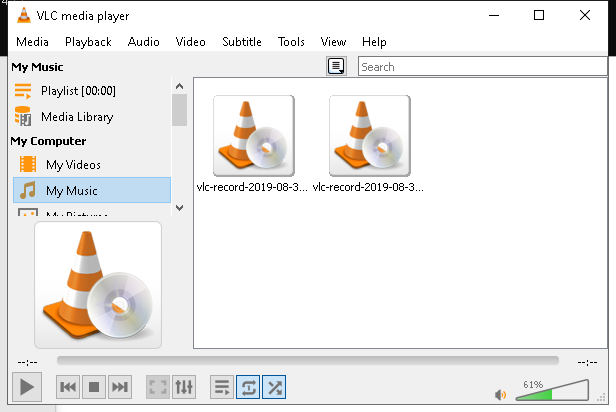 VLC media player
Media Playback Audio Video Subtitle Tools View Help
My Music
Search
Playlist [00:00]
Media Library
My Computer
My Videos
My Music
My Pictures
vlc-record-2019-08-3... vlc-record-2019-08-3...
--:-- --:--
61%